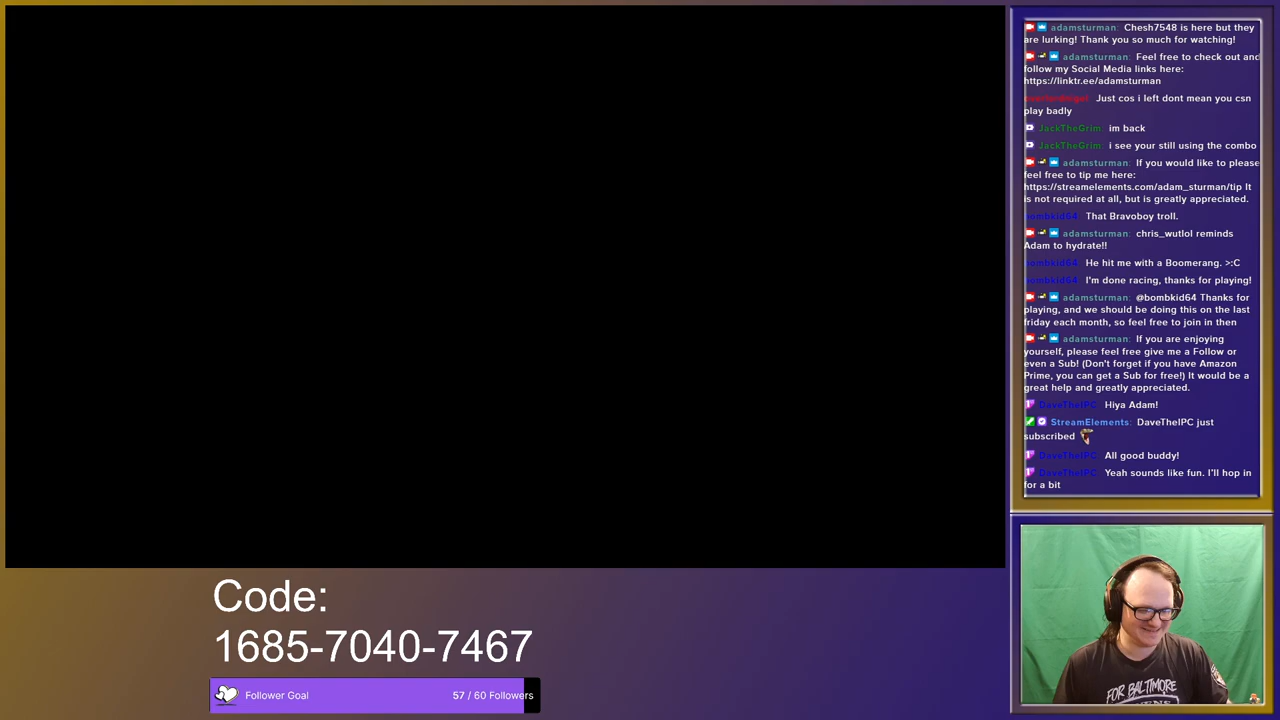 adamsturman: Chesh7548 is here but they
are lurking! Thank you so much for watching!
adamsturman: Feel free to check out and
follow my Social Media links here:
https://linktr.ee/adamsturman
Just cos i left dont mean you csn
play badly
JackTheGrim: im back
JackTheGrim: i see your still using the combo
adamsturman: If you would like to please
feel free to tip me here:
https://streamelements.com/adam_sturman/tip It
is not required at all, but is greatly appreciated.
bombkid64: That Bravoboy troll.
adamsturman: chris_wutlol reminds
Adam to hydrate!!
bombkid64: He hit me with a Boomerang. >:C
bombkid64: I'm done racing, thanks for playing!
adamsturman: @bombkid64 Thanks for
playing, and we should be doing this on the last
friday each month, so feel free to join in then
adamsturman: If you are enjoying
yourself, please feel free give me a Follow or
even a Sub! (Don't forget if you have Amazon
Prime, you can get a Sub for free!) It would be a
great help and greatly appreciated.
DaveTheIPC: Hiya Adam!
StreamElements: DaveTheIPC just
subscribed
DaveTheIPC: All good buddy!
DaveTheIPC: Yeah sounds like fun. I'll hop in
for a bit
Code:
1685-7040-7467
Follower Goal
57 / 60 Followers
FOR BALTIMORE